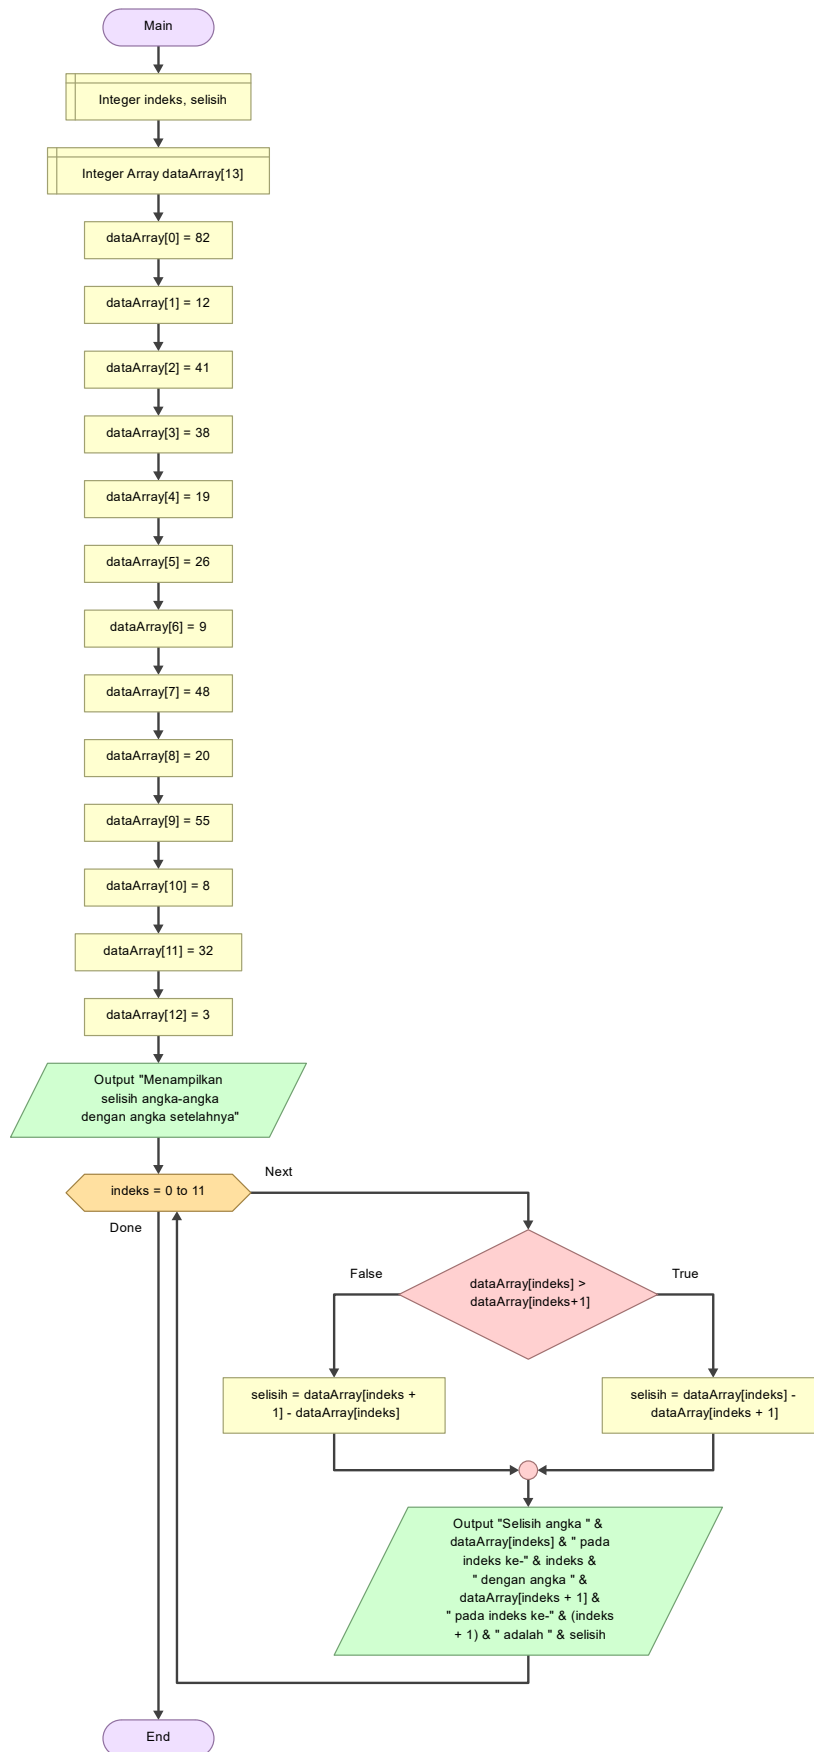 Main
Integer indeks, selisih
Integer Array dataArray[13]
dataArray[0] = 82
dataArray[1] = 12
dataArray[2] = 41
dataArray[3] = 38
dataArray[4] = 19
dataArray[5] = 26
dataArray[6] = 9
dataArray[7] = 48
dataArray[8] = 20
dataArray[9] = 55
dataArray[10] = 8
dataArray[11] = 32
dataArray[12] = 3
Output "Menampilkan
selisih angka-angka
dengan angka setelahnya"
Next
indeks = 0 to 11
Done
False
dataArray[indeks] >
dataArray[indeks+1]
True
selisih = dataArray[indeks +
1] - dataArray[indeks]
selisih = dataArray[indeks] -
dataArray[indeks + 1]
Output "Selisih angka " &
dataArray[indeks] & " pada
indeks ke-" & indeks &
" dengan angka " &
dataArray[indeks + 1] &
" pada indeks ke-" & (indeks
+ 1) & " adalah " & selisih
End